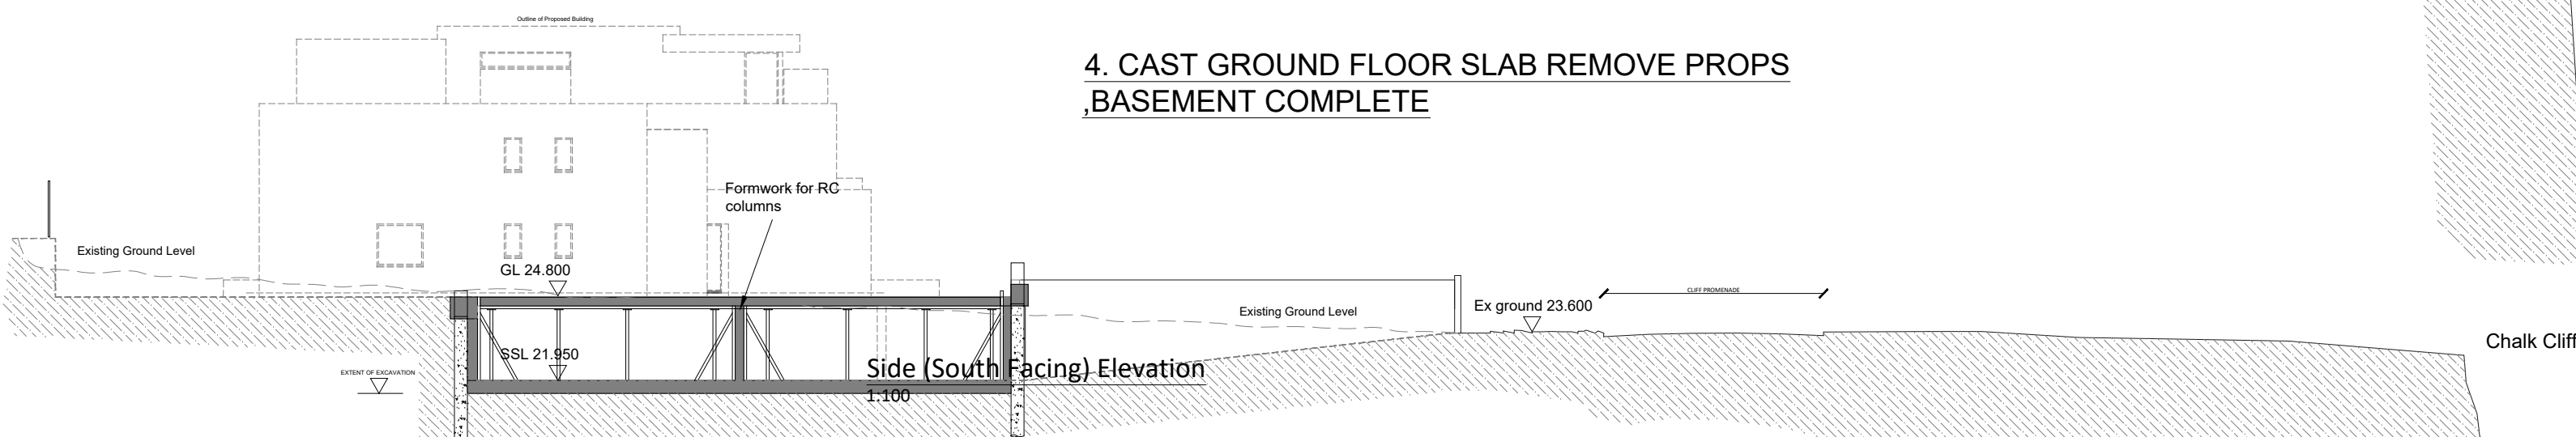 Outline of Proposed Building
4. CAST GROUND FLOOR SLAB REMOVE PROPS
,BASEMENT COMPLETE
Formwork for RC
columns
Existing Ground Level
GL 24.800
Existing Ground Level
Ex ground 23.600
CLIFF PROMENADE
Chalk Cliff
SSL 21.950
EXTENT OF EXCAVATION
Side (South Facing) Elevation
1:100